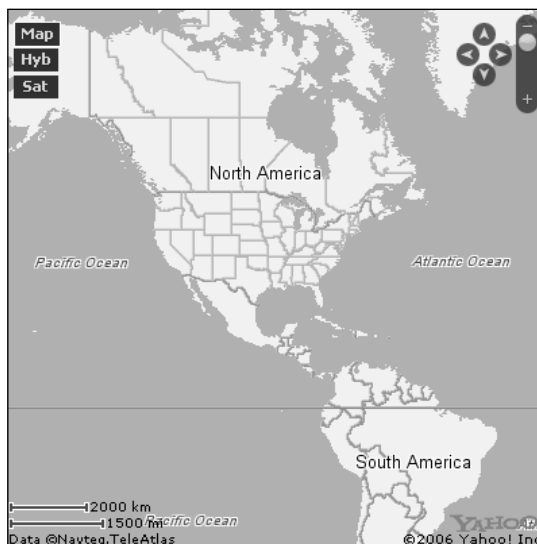 Map
Hyb
Sat
North America
Pacific Ocean
Atlantic Ocean
South America
2000 km
1500 mi
Pacific Ocean
YAHOO
Data ©Navteq,TeleAtlas
©2006 Yahoo! Inc